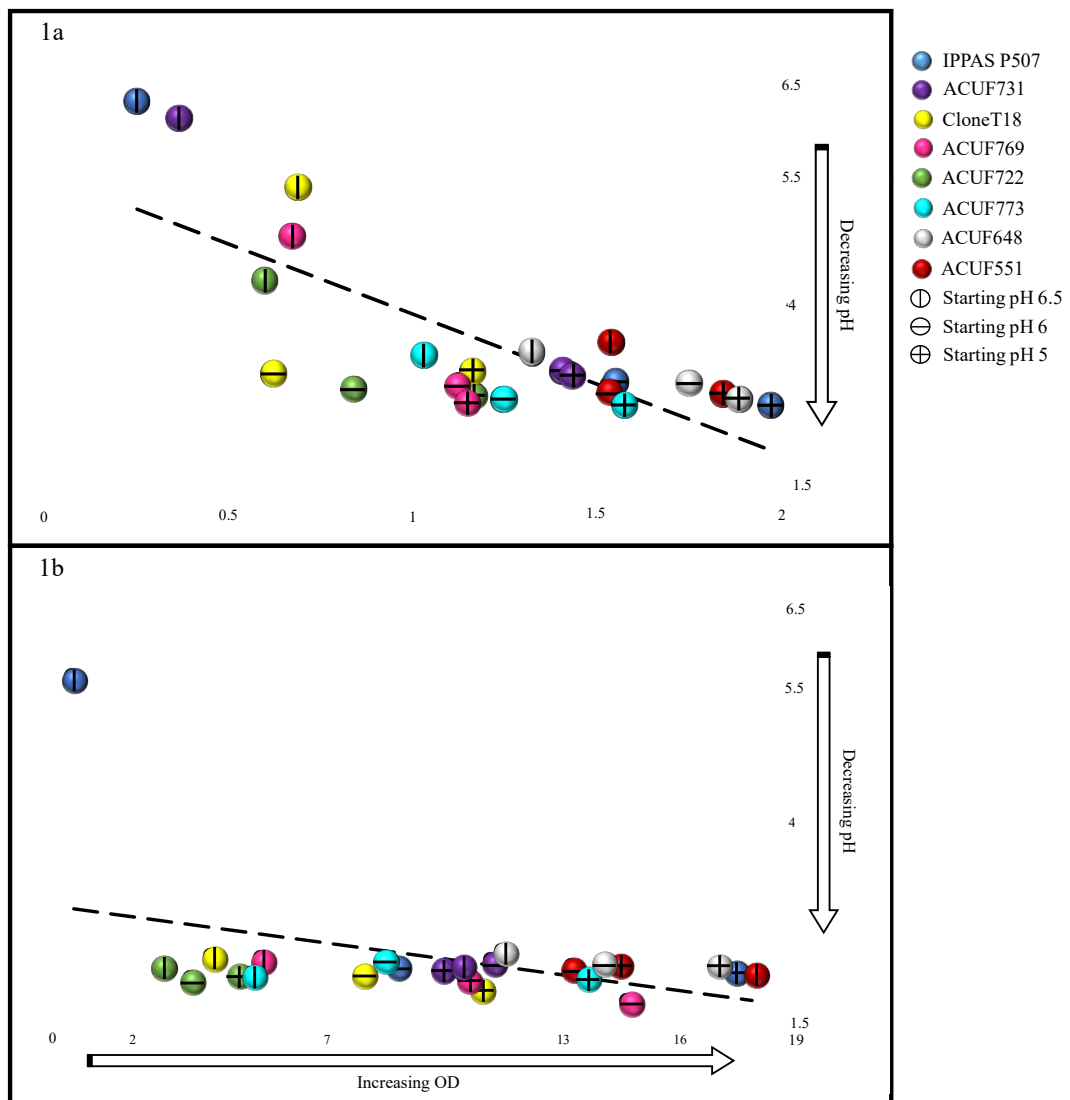 1a
6.5
5.5
·4
1.5
0
0.5
1
1.5
2
Decreasing pH
IPPAS P507
ACUF731
CloneT18
ACUF769
ACUF722
ACUF773
ACUF648
ACUF551
Starting pH 6.5
Starting pH 6
Starting pH 5
1b
6.5
5.5
4
1.5
0
2
7
13
16
19
Decreasing pH
Increasing OD